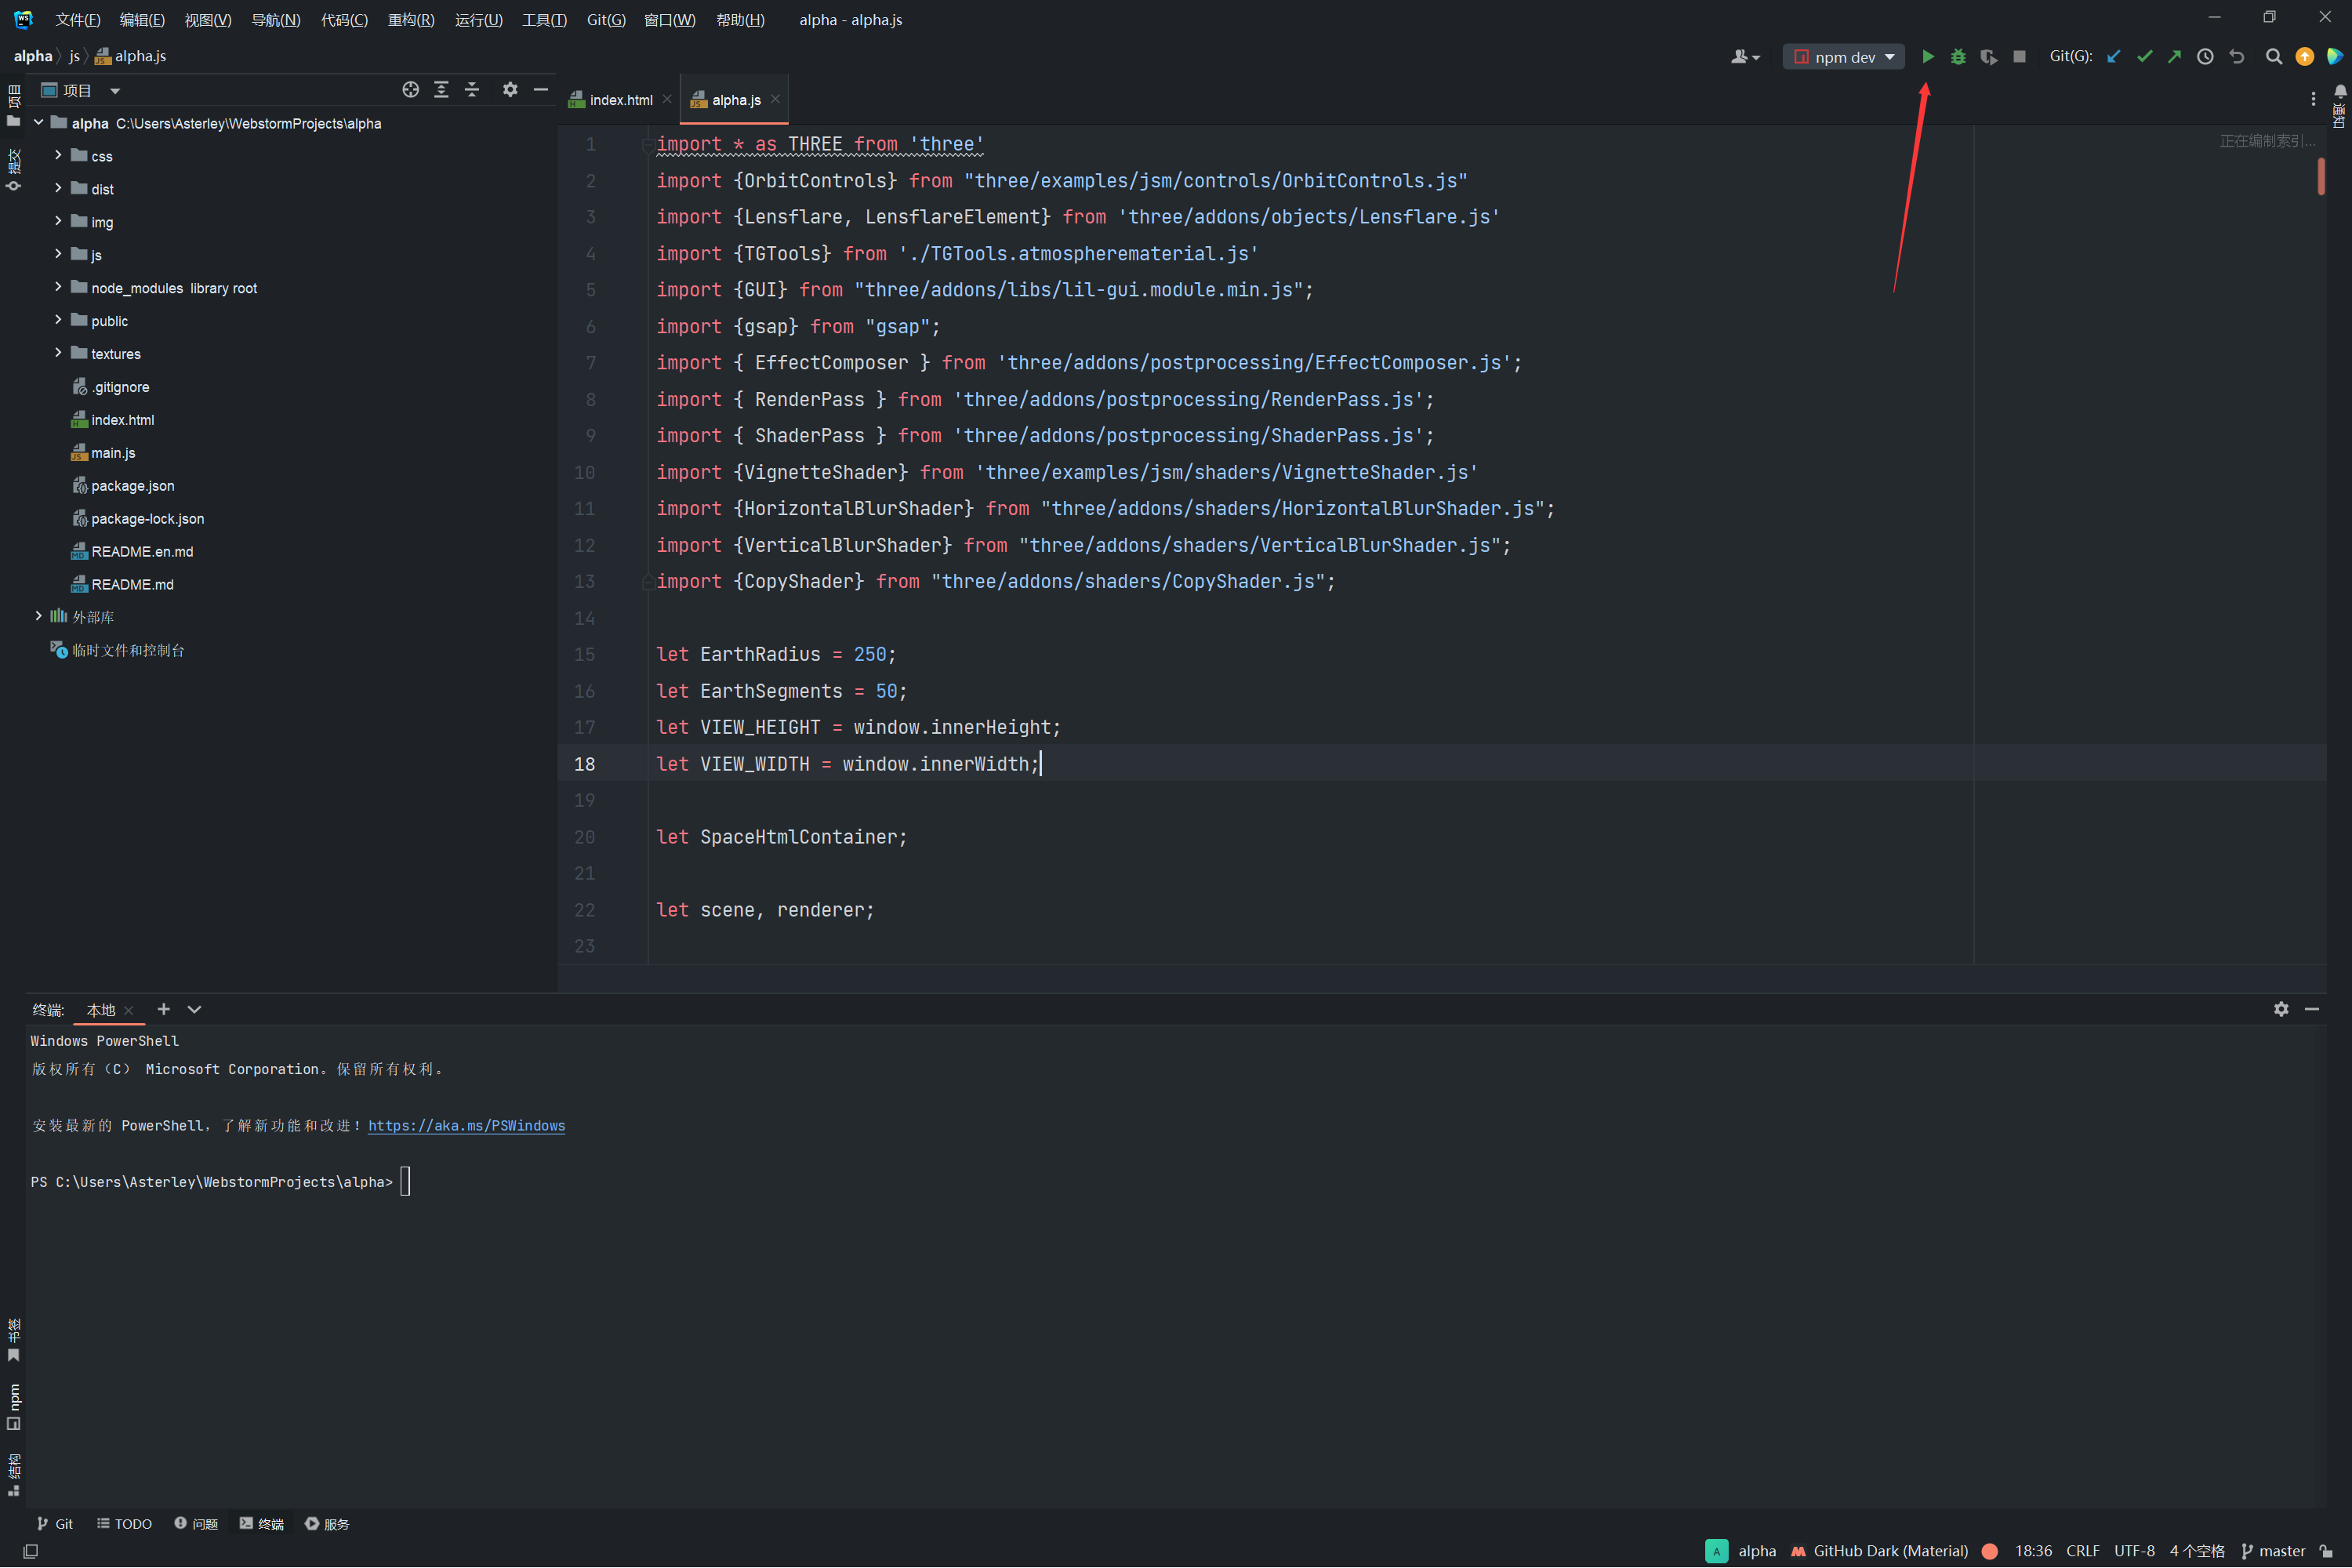 文件(F) 编辑(E) 视图(V) 导航(N) 代码(C) 重构(R) 运行(U) 工具(T) Git(G) 窗口(W) 帮助(H) alpha - alpha.js
alpha js alpha.js npm dev Git(G):
项目
index.html alpha.js
项目
提交
通知
正在编制索引...
alpha C:\Users\Asterley\WebstormProjects\alpha
css
dist
img
js
node_modules library root
public
textures
.gitignore
index.html
main.js
package.json
package-lock.json
README.en.md
README.md
外部库
临时文件和控制台
1 import * as THREE from 'three'
2 import {OrbitControls} from "three/examples/jsm/controls/OrbitControls.js"
3 import {Lensflare, LensflareElement} from 'three/addons/objects/Lensflare.js'
4 import {TGTools} from './TGTools.atmospherematerial.js'
5 import {GUI} from "three/addons/libs/lil-gui.module.min.js";
6 import {gsap} from "gsap";
7 import { EffectComposer } from 'three/addons/postprocessing/EffectComposer.js';
8 import { RenderPass } from 'three/addons/postprocessing/RenderPass.js';
9 import { ShaderPass } from 'three/addons/postprocessing/ShaderPass.js';
10 import {VignetteShader} from 'three/examples/jsm/shaders/VignetteShader.js'
11 import {HorizontalBlurShader} from "three/addons/shaders/HorizontalBlurShader.js";
12 import {VerticalBlurShader} from "three/addons/shaders/VerticalBlurShader.js";
13 import {CopyShader} from "three/addons/shaders/CopyShader.js";
14
15 let EarthRadius = 250;
16 let EarthSegments = 50;
17 let VIEW_HEIGHT = window.innerHeight;
18 let VIEW_WIDTH = window.innerWidth;
19
20 let SpaceHtmlContainer;
21
22 let scene, renderer;
23
终端: 本地
Windows PowerShell
版权所有（C） Microsoft Corporation。保留所有权利。
安装最新的 PowerShell，了解新功能和改进！https://aka.ms/PSWindows
PS C:\Users\Asterley\WebstormProjects\alpha>
书签
npm
结构
Git TODO 问题 终端 服务
A alpha GitHub Dark (Material) 18:36 CRLF UTF-8 4 个空格 master